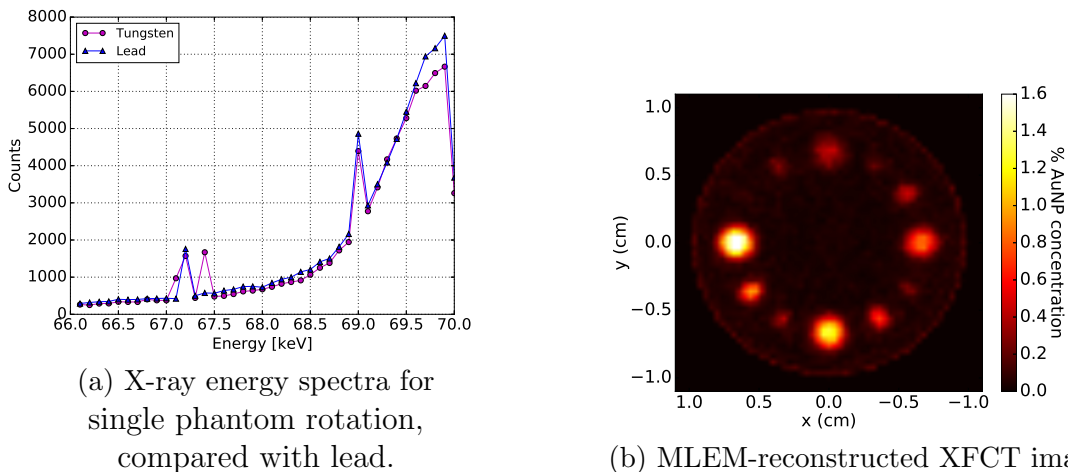 8000
7000
6000
5000
4000
3000
2000
1000
0
Counts
Tungsten
Lead
66.0 66.5 67.0 67.5 68.0 68.5 69.0 69.5 70.0
Energy [keV]
(a) X-ray energy spectra for
single phantom rotation,
compared with lead.
1.0
0.5
0.0
−0.5
−1.0
y (cm)
1.0 0.5 0.0 −0.5 −1.0
x (cm)
1.6
1.4
1.2
1.0
0.8
0.6
0.4
0.2
0.0
% AuNP concentration
(b) MLEM-reconstructed XFCT ima